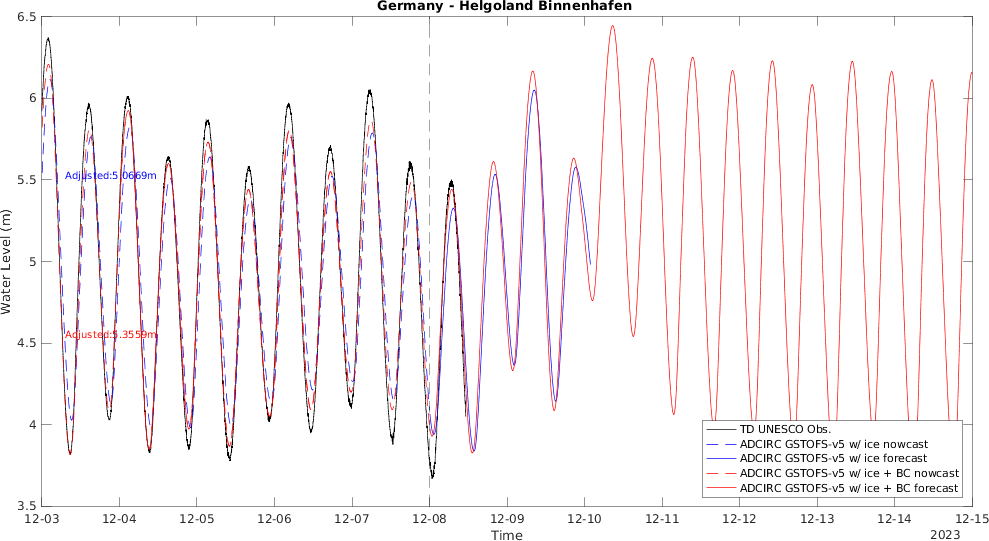 Germany - Helgoland Binnenhafen
6.5
6
5.5
5
4.5
4
3.5
Water Level (m)
Adjusted:5.0669m
Adjusted:5.3559m
TD UNESCO Obs.
ADCIRC GSTOFS-v5 w/ ice nowcast
ADCIRC GSTOFS-v5 w/ ice forecast
ADCIRC GSTOFS-v5 w/ ice + BC nowcast
ADCIRC GSTOFS-v5 w/ ice + BC forecast
12-03 12-04 12-05 12-06 12-07 12-08 12-09 12-10 12-11 12-12 12-13 12-14 12-15
Time
2023